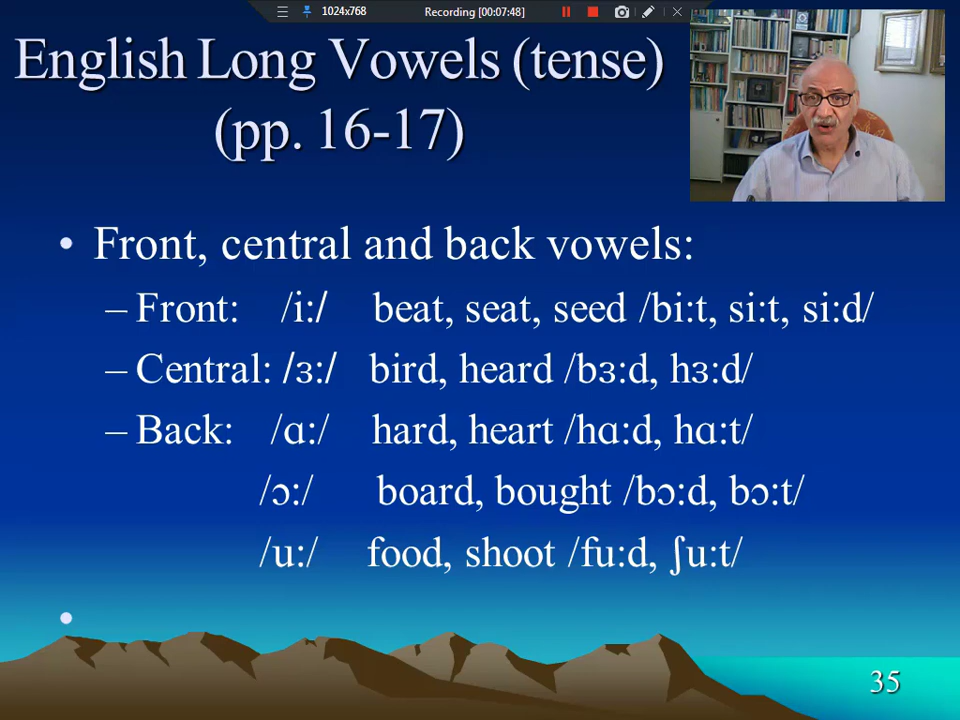 1024x768 Recording [00:07:48]
English Long Vowels (tense)
(pp. 16-17)
• Front, central and back vowels:
– Front: /i:/ beat, seat, seed /bi:t, si:t, si:d/
– Central: /ɜ:/ bird, heard /bɜ:d, hɜ:d/
– Back: /ɑ:/ hard, heart /hɑ:d, hɑ:t/
/ɔ:/ board, bought /bɔ:d, bɔ:t/
/u:/ food, shoot /fu:d, ʃu:t/
•
35